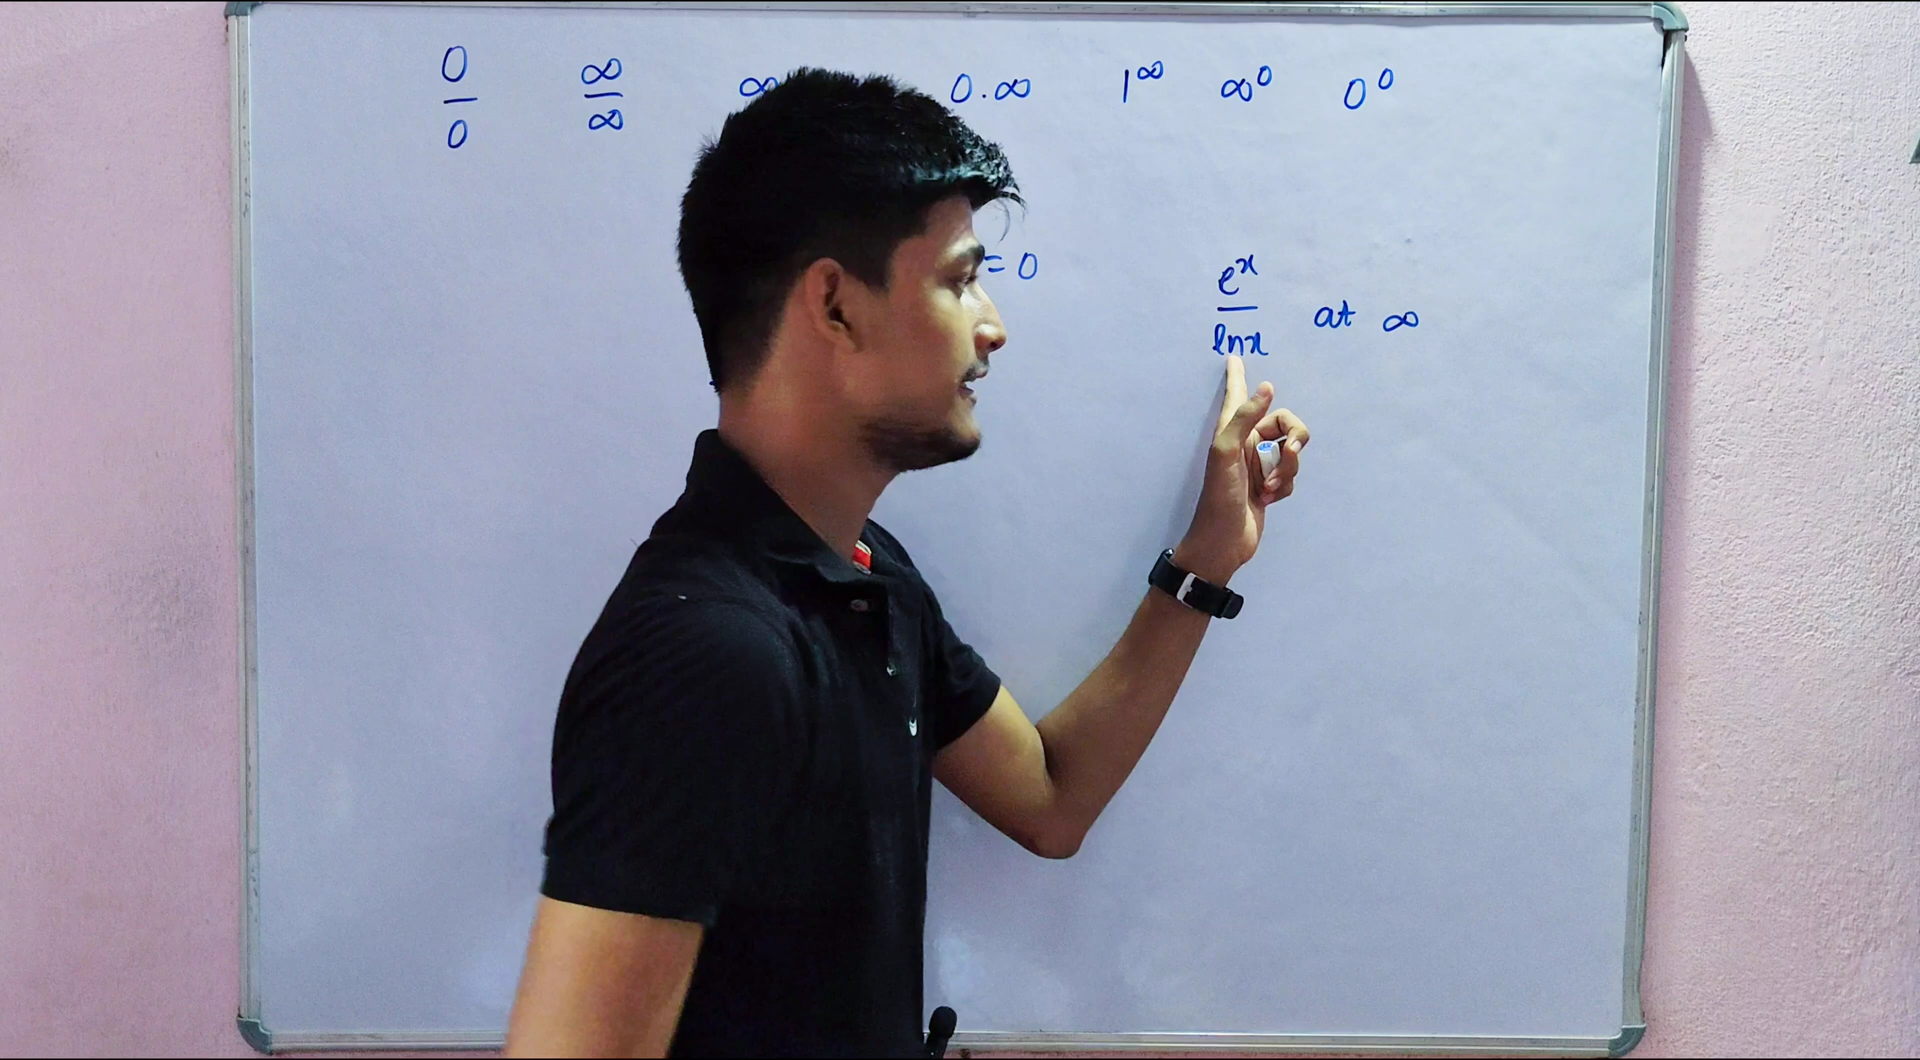 0/0 ∞/∞ ∞ 0.∞ 1^∞ ∞^0 0^0
= 0
e^x/lnx at ∞